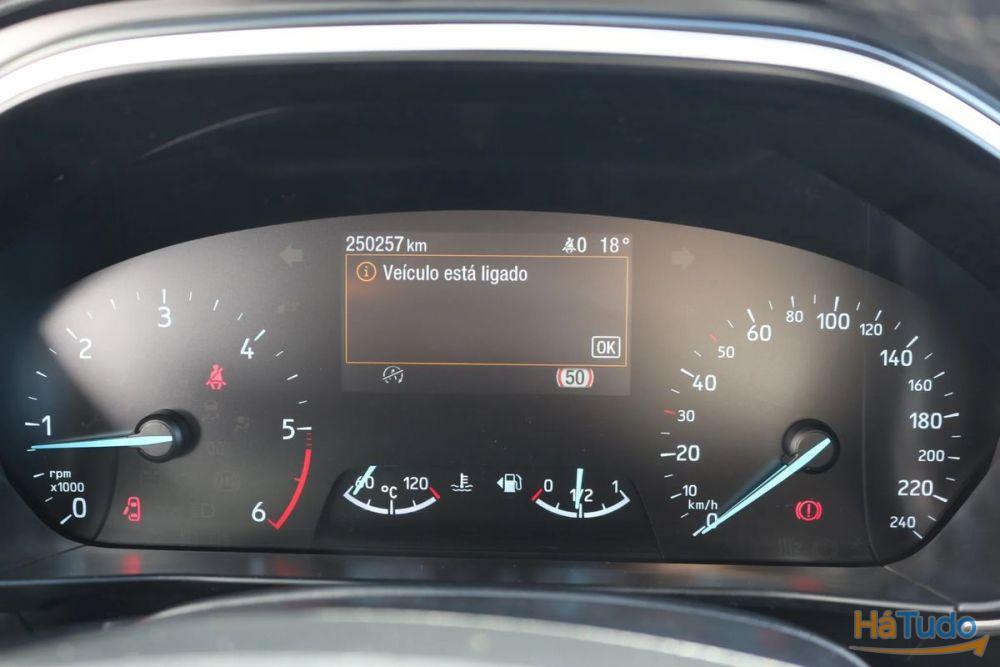 250257 km 0 18°
Veículo está ligado
OK
50
0 1 2 3 4 5 6
rpm
x1000
60 °C 120
0 1/2 1
0 10 20 30 40 50 60 80 100 120 140 160 180 200 220 240
km/h
D
HáTudo